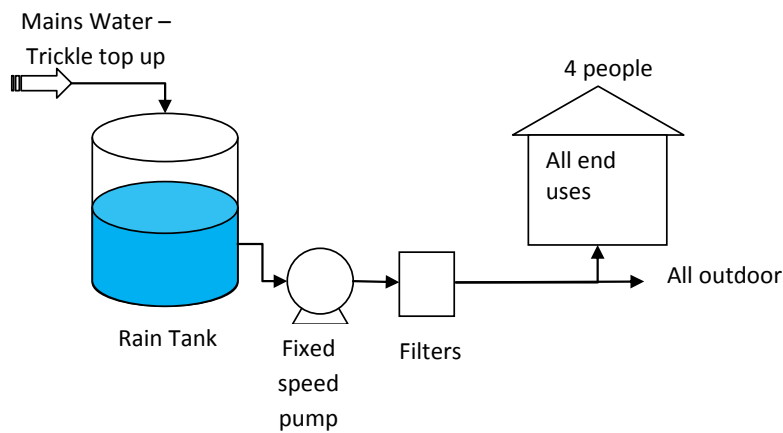 Mains Water –
Trickle top up
4 people
All end
uses
All outdoor
Rain Tank
Fixed
speed
pump
Filters